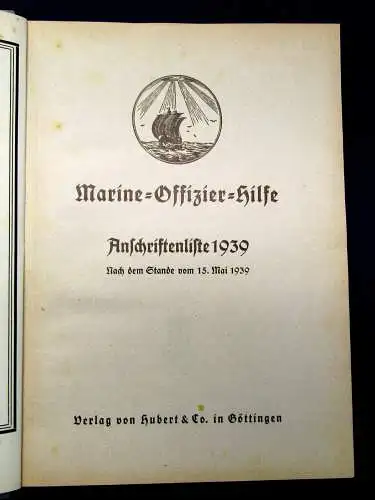 Marine-Offizier-Hilfe
Anschriftenliste 1939
Nach dem Stande vom 15. Mai 1939
Verlag von Hubert & Co. in Göttingen